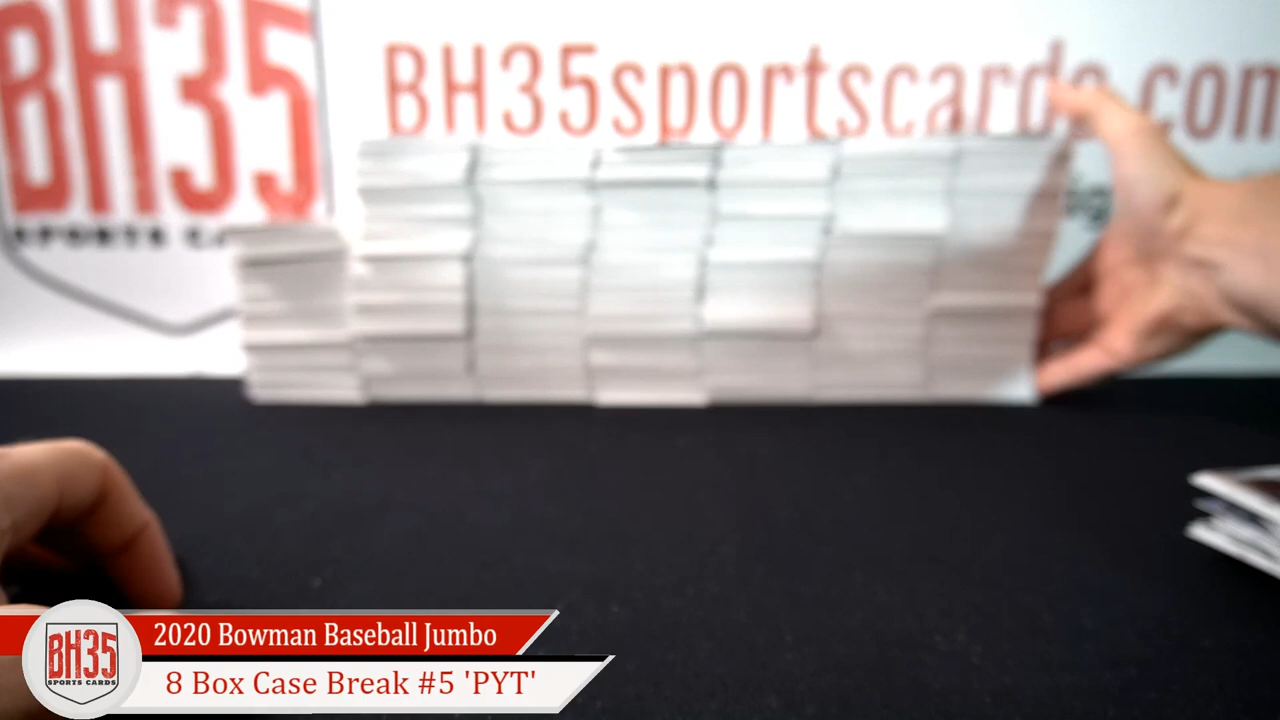 BH35
SPORTS CA
BH35sportscards.com
BH35
SPORTS CARDS
2020 Bowman Baseball Jumbo
8 Box Case Break #5 'PYT'